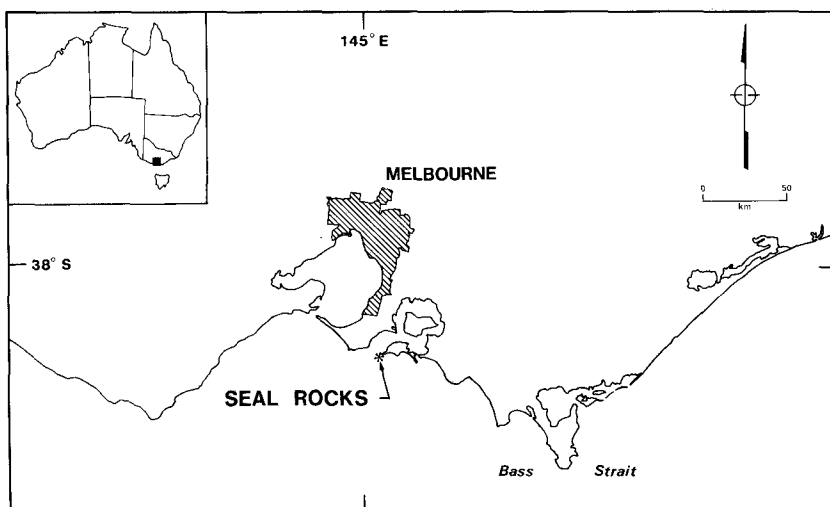 145° E
MELBOURNE
0 50
km
38° S
SEAL ROCKS
Bass Strait